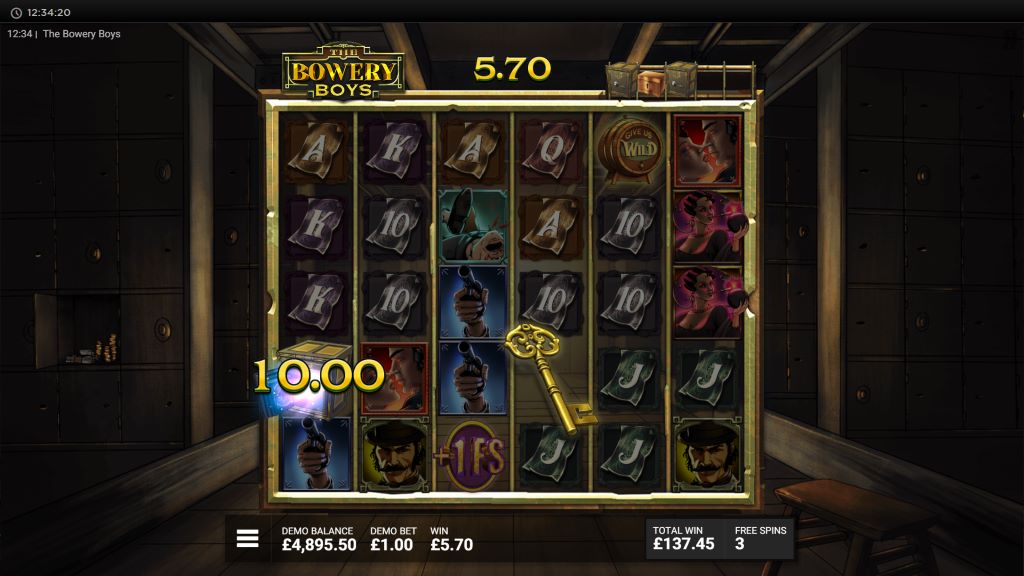 12:34:20
12:34 | The Bowery Boys
THE
BOWERY
BOYS
5.70
A K A Q GIVE US WILD
K 10 A 10
K 10 10 10
10.00 J J
+1FS J J
DEMO BALANCE DEMO BET WIN
£4,895.50 £1.00 £5.70
TOTAL WIN FREE SPINS
£137.45 3